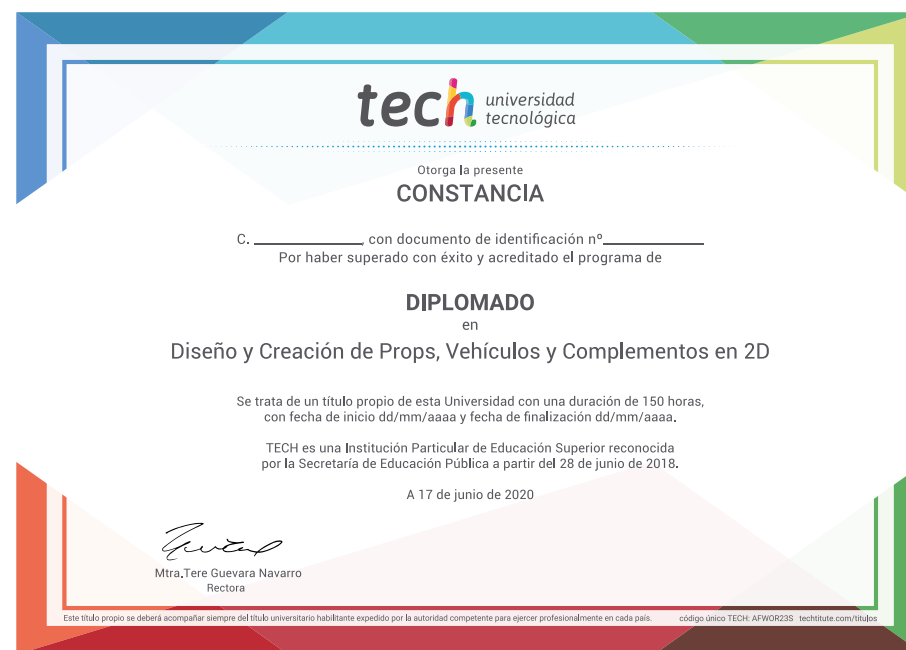 tech universidad
tecnológica
Otorga la presente
CONSTANCIA
C. ____________, con documento de identificación nº____________
Por haber superado con éxito y acreditado el programa de
DIPLOMADO
en
Diseño y Creación de Props, Vehículos y Complementos en 2D
Se trata de un título propio de esta Universidad con una duración de 150 horas,
con fecha de inicio dd/mm/aaaa y fecha de finalización dd/mm/aaaa.
TECH es una Institución Particular de Educación Superior reconocida
por la Secretaría de Educación Pública a partir del 28 de junio de 2018.
A 17 de junio de 2020
Mtra.Tere Guevara Navarro
Rectora
Este título propio se deberá acompañar siempre del título universitario habilitante expedido por la autoridad competente para ejercer profesionalmente en cada país. código único TECH: AFWOR23S techtitute.com/titulos